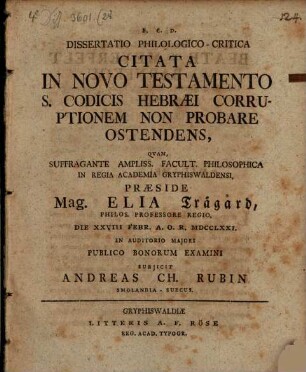 B. C. D.
DISSERTATIO PHILOLOGICO-CRITICA
CITATA
IN NOVO TESTAMENTO
S. CODICIS HEBRÆI CORRU-
PTIONEM NON PROBARE
OSTENDENS,
QVAM,
SUFFRAGANTE AMPLISS. FACULT. PHILOSOPHICA
IN REGIA ACADEMIA GRYPHISWALDENSI,
PRÆSIDE
Mag. ELIA Trägärd,
PHILOS. PROFESSORE REGIO,
DIE XXVIII FEBR. A. O. R. MDCCLXXI.
IN AUDITORIO MAJORI
PUBLICO BONORUM EXAMINI
SUBJICIT
ANDREAS CH. RUBIN
SMOLANDIA-SUECUS.
GRYPHISWALDIÆ
LITTERIS A. F. RÖSE
REG. ACAD. TYPOGR.